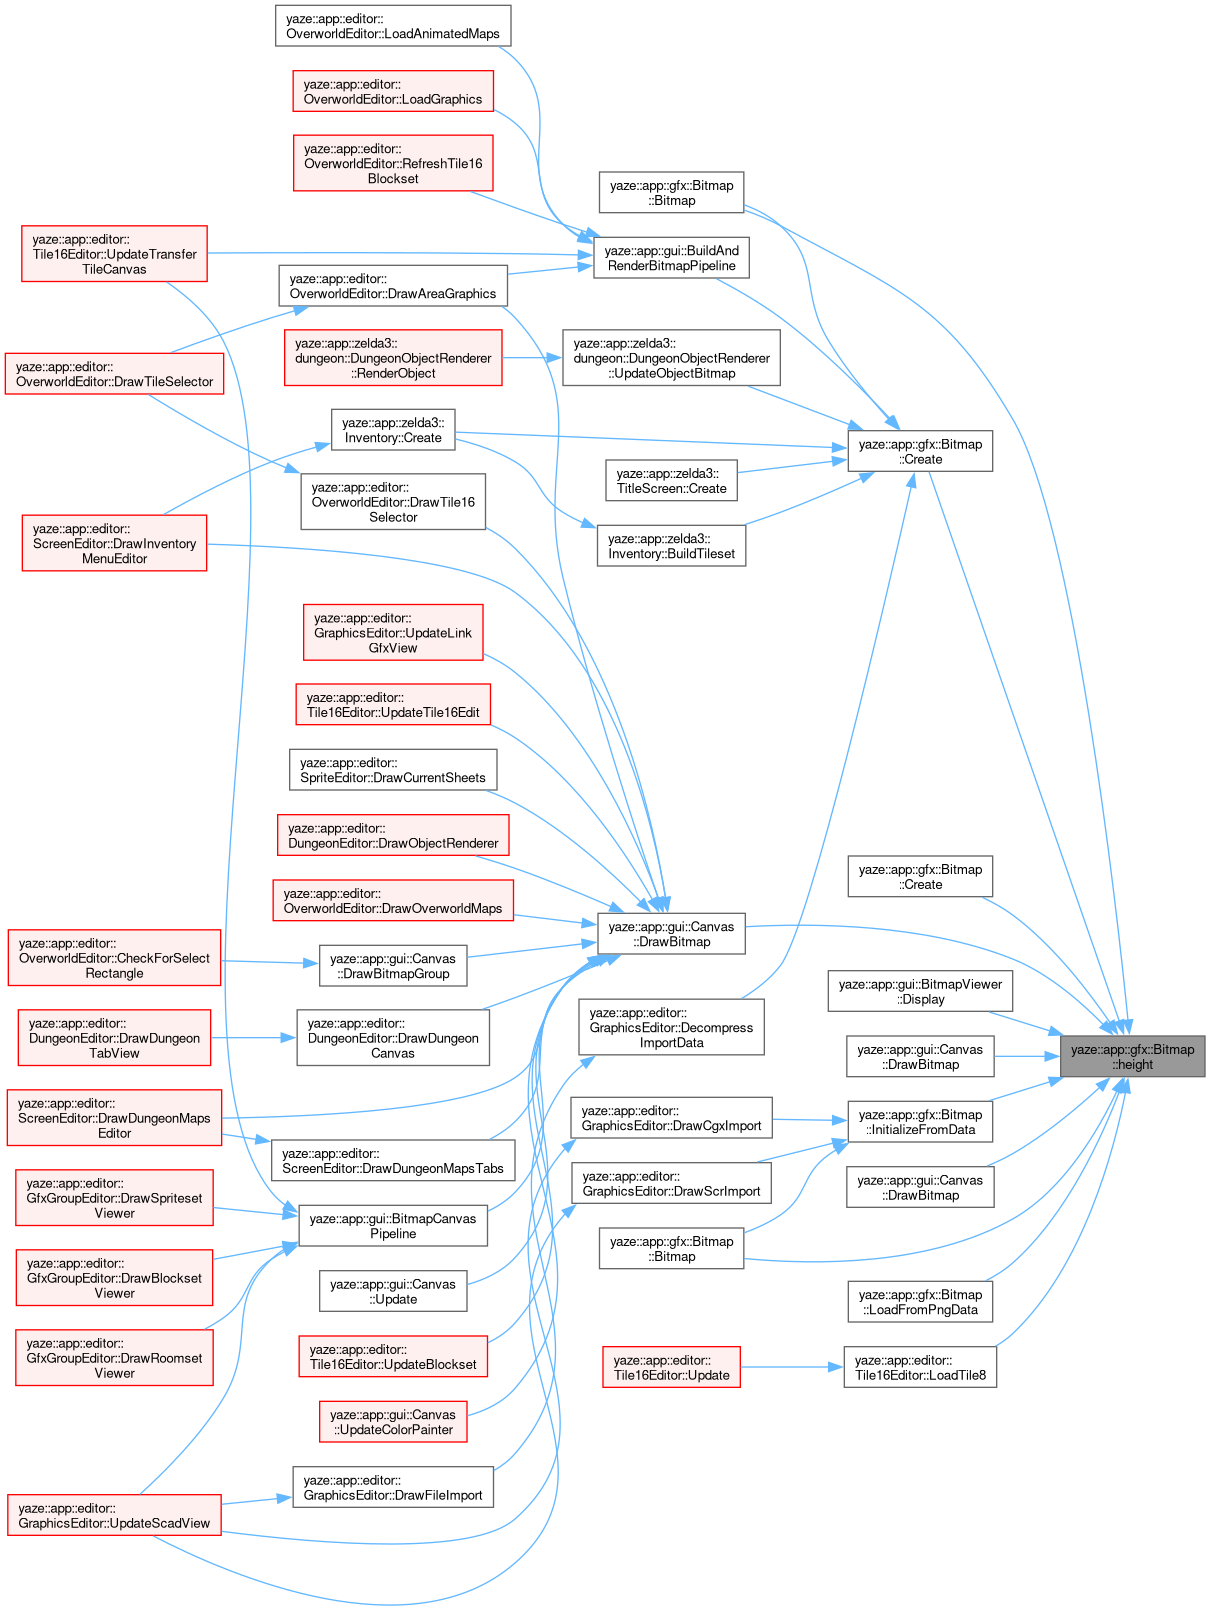 yaze::app::editor::
OverworldEditor::LoadAnimatedMaps
yaze::app::editor::
OverworldEditor::LoadGraphics
yaze::app::editor::
OverworldEditor::RefreshTile16
Blockset
yaze::app::gfx::Bitmap
::Bitmap
yaze::app::editor::
Tile16Editor::UpdateTransfer
TileCanvas
yaze::app::gui::BuildAnd
RenderBitmapPipeline
yaze::app::editor::
OverworldEditor::DrawAreaGraphics
yaze::app::zelda3::
dungeon::DungeonObjectRenderer
::RenderObject
yaze::app::zelda3::
dungeon::DungeonObjectRenderer
::UpdateObjectBitmap
yaze::app::editor::
OverworldEditor::DrawTileSelector
yaze::app::zelda3::
Inventory::Create
yaze::app::gfx::Bitmap
::Create
yaze::app::zelda3::
TitleScreen::Create
yaze::app::editor::
OverworldEditor::DrawTile16
Selector
yaze::app::editor::
ScreenEditor::DrawInventory
MenuEditor
yaze::app::zelda3::
Inventory::BuildTileset
yaze::app::editor::
GraphicsEditor::UpdateLink
GfxView
yaze::app::editor::
Tile16Editor::UpdateTile16Edit
yaze::app::editor::
SpriteEditor::DrawCurrentSheets
yaze::app::editor::
DungeonEditor::DrawObjectRenderer
yaze::app::gfx::Bitmap
::Create
yaze::app::editor::
OverworldEditor::DrawOverworldMaps
yaze::app::gui::Canvas
::DrawBitmap
yaze::app::editor::
OverworldEditor::CheckForSelect
Rectangle
yaze::app::gui::Canvas
::DrawBitmapGroup
yaze::app::gui::BitmapViewer
::Display
yaze::app::editor::
DungeonEditor::DrawDungeon
TabView
yaze::app::editor::
DungeonEditor::DrawDungeon
Canvas
yaze::app::editor::
GraphicsEditor::Decompress
ImportData
yaze::app::gui::Canvas
::DrawBitmap
yaze::app::gfx::Bitmap
::height
yaze::app::editor::
ScreenEditor::DrawDungeonMaps
Editor
yaze::app::editor::
GraphicsEditor::DrawCgxImport
yaze::app::gfx::Bitmap
::InitializeFromData
yaze::app::editor::
ScreenEditor::DrawDungeonMapsTabs
yaze::app::editor::
GraphicsEditor::DrawScrImport
yaze::app::gui::Canvas
::DrawBitmap
yaze::app::editor::
GfxGroupEditor::DrawSpriteset
Viewer
yaze::app::gui::BitmapCanvas
Pipeline
yaze::app::gfx::Bitmap
::Bitmap
yaze::app::editor::
GfxGroupEditor::DrawBlockset
Viewer
yaze::app::gui::Canvas
::Update
yaze::app::gfx::Bitmap
::LoadFromPngData
yaze::app::editor::
GfxGroupEditor::DrawRoomset
Viewer
yaze::app::editor::
Tile16Editor::UpdateBlockset
yaze::app::editor::
Tile16Editor::Update
yaze::app::editor::
Tile16Editor::LoadTile8
yaze::app::gui::Canvas
::UpdateColorPainter
yaze::app::editor::
GraphicsEditor::DrawFileImport
yaze::app::editor::
GraphicsEditor::UpdateScadView